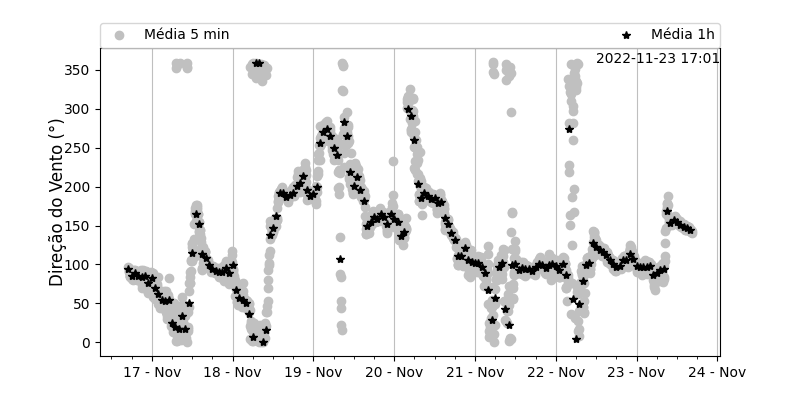 Média 5 min
Média 1h
2022-11-23 17:01
Direção do Vento (°)
350
300
250
200
150
100
50
0
17 - Nov
18 - Nov
19 - Nov
20 - Nov
21 - Nov
22 - Nov
23 - Nov
24 - Nov